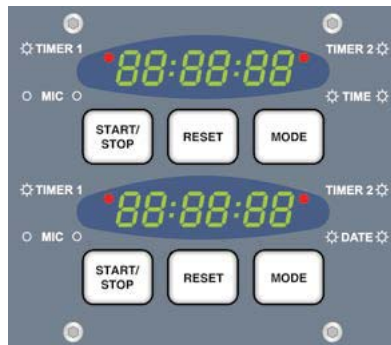 TIMER 1 88:88:88 TIMER 2
MIC TIME
START/
STOP RESET MODE
TIMER 1 88:88:88 TIMER 2
MIC DATE
START/
STOP RESET MODE